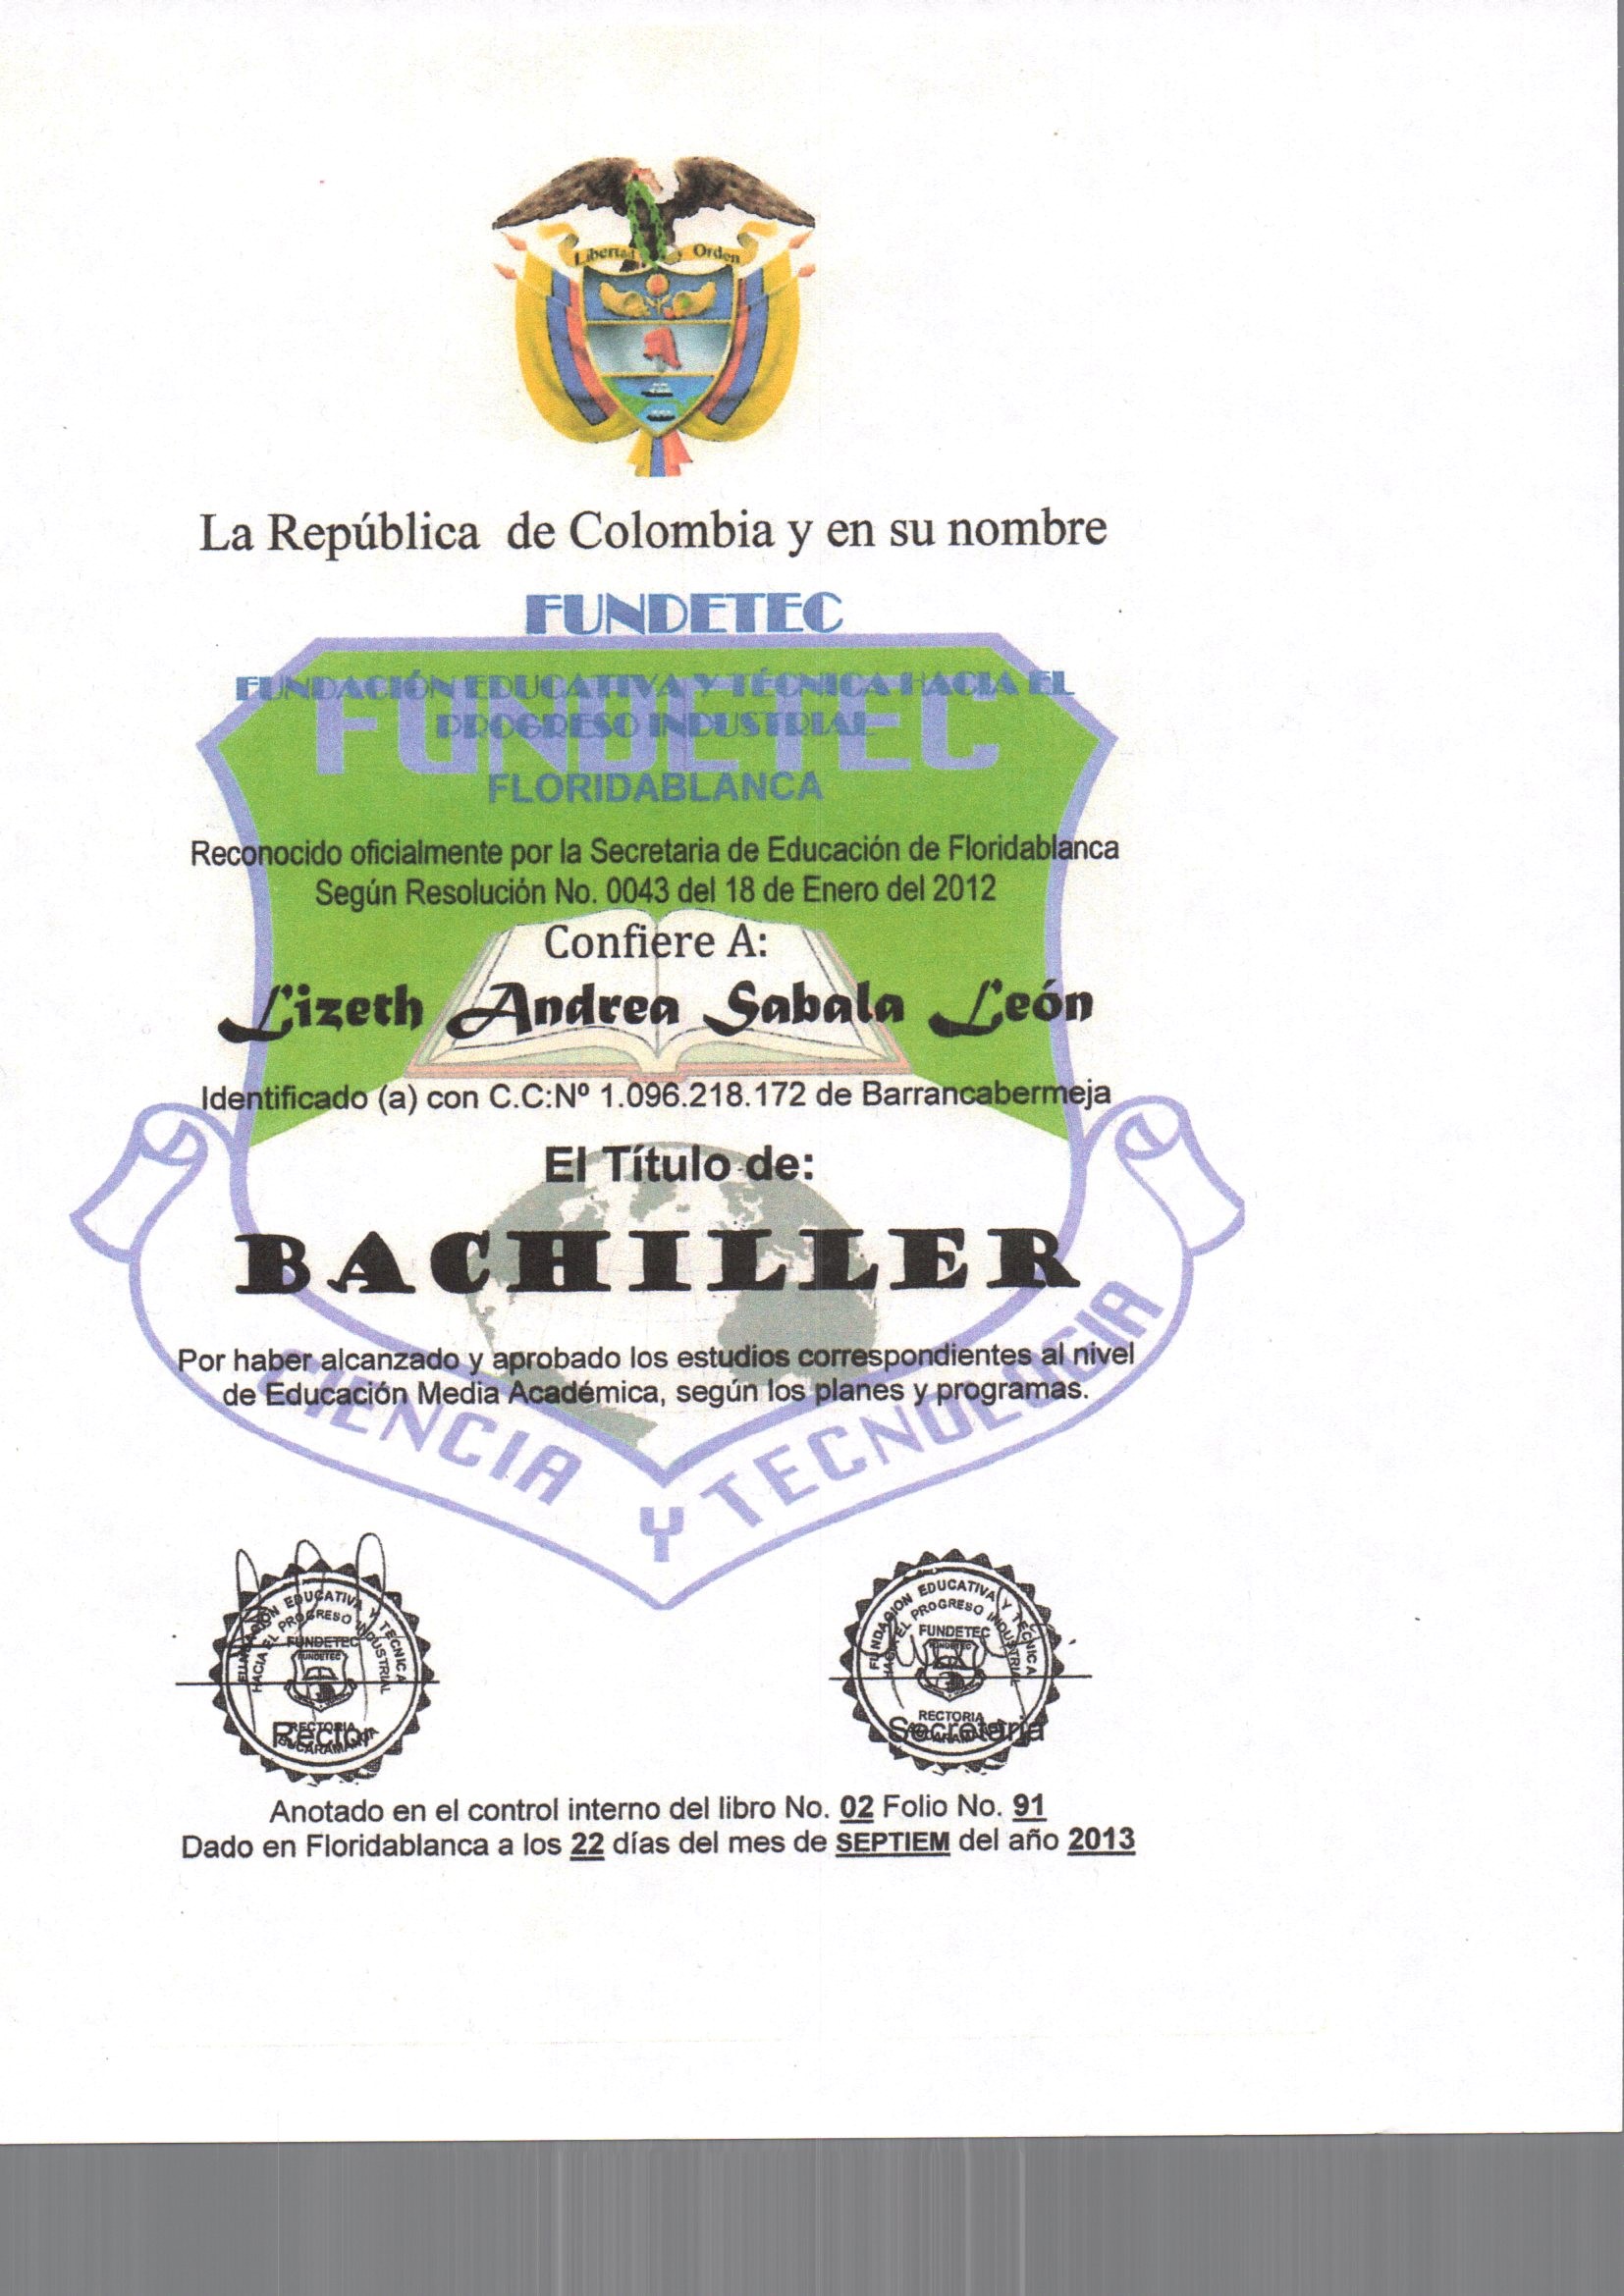 Libertad y Orden
La República de Colombia y en su nombre
FUNDETEC
FUNDETEC
FUNDACIÓN EDUCATIVA Y TÉCNICA HACIA EL
PROGRESO INDUSTRIAL
FLORIDABLANCA
Reconocido oficialmente por la Secretaria de Educación de Floridablanca
Según Resolución No. 0043 del 18 de Enero del 2012
Confiere A:
Lizeth Andrea Sabala León
Identificado (a) con C.C:Nº 1.096.218.172 de Barrancabermeja
El Título de:
BACHILLER
Por haber alcanzado y aprobado los estudios correspondientes al nivel
de Educación Media Académica, según los planes y programas.
CIENCIA Y TECNOLOGIA
FUNDACION EDUCATIVA Y TECNICA
HACIA EL PROGRESO INDUSTRIAL
FUNDETEC
FUNDETEC
RECTORIA
BUCARAMANGA
Rector
FUNDACION EDUCATIVA Y TECNICA
HACIA EL PROGRESO INDUSTRIAL
FUNDETEC
FUNDETEC
RECTORIA
Secretaria
Anotado en el control interno del libro No. 02 Folio No. 91
Dado en Floridablanca a los 22 días del mes de SEPTIEM del año 2013